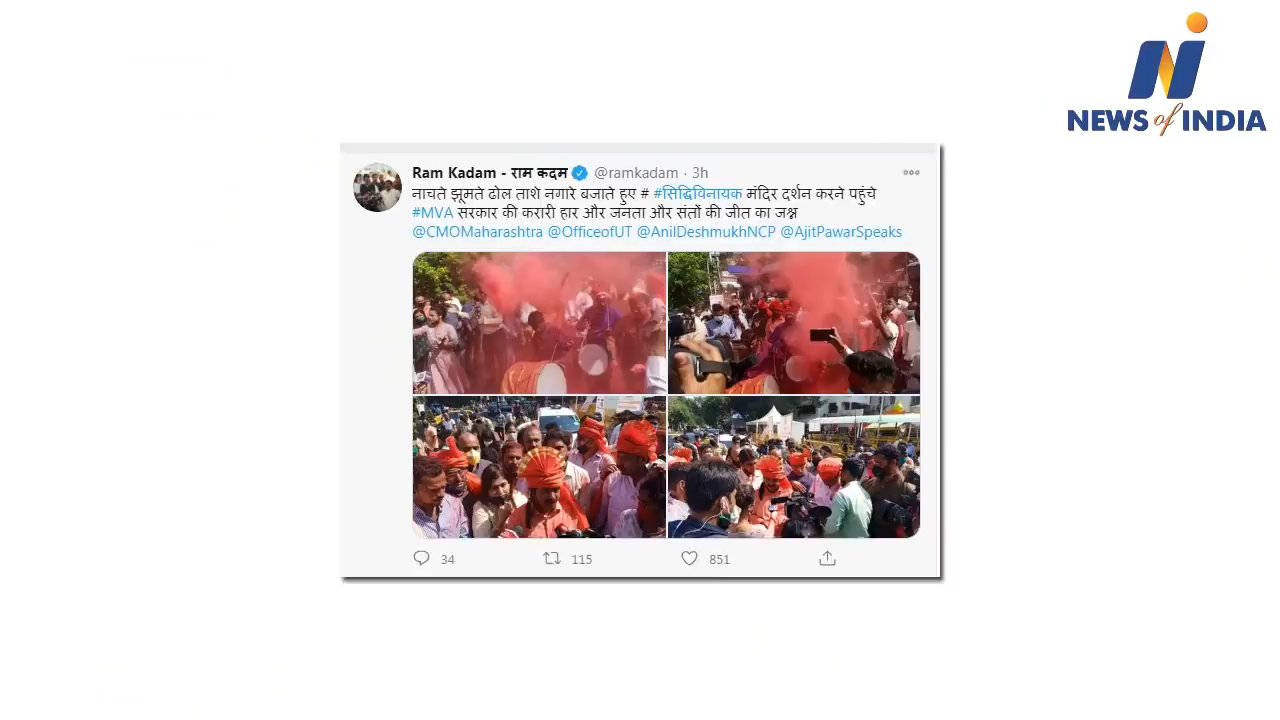 NEWS of INDIA
Ram Kadam - राम कदम @ramkadam · 3h
नाचते झूमते ढोल ताशे नगारे बजाते हुए # #सिद्धिविनायक मंदिर दर्शन करने पहुंचे
#MVA सरकार की करारी हार और जनता और संतों की जीत का जश्न
@CMOMaharashtra @OfficeofUT @AnilDeshmukhNCP @AjitPawarSpeaks
34 115 851